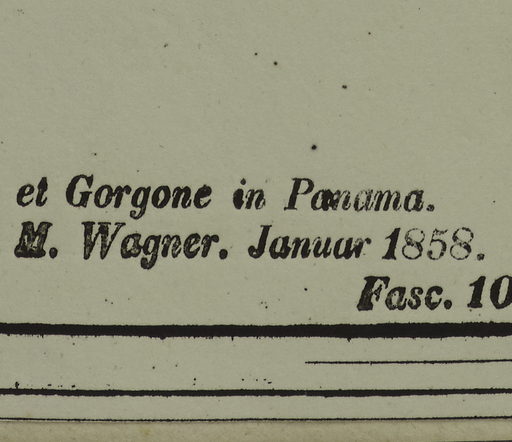 et Gorgone in Panama.
M. Wagner. Januar 1858.
Fasc. 10